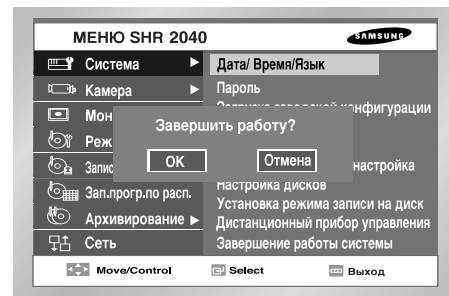 МЕНЮ SHR 2040
SAMSUNG
Система
Дата/ Время/Язык
Камера
Пароль
конфигурации
Завершить работу?
OK
Отмена
настройка
Зап.прогр.по расп.
Настройка дисков
Установка режима записи на диск
Архивирование
Дистанционный прибор управления
Сеть
Завершение работы системы
Move/Control
Select
Выход